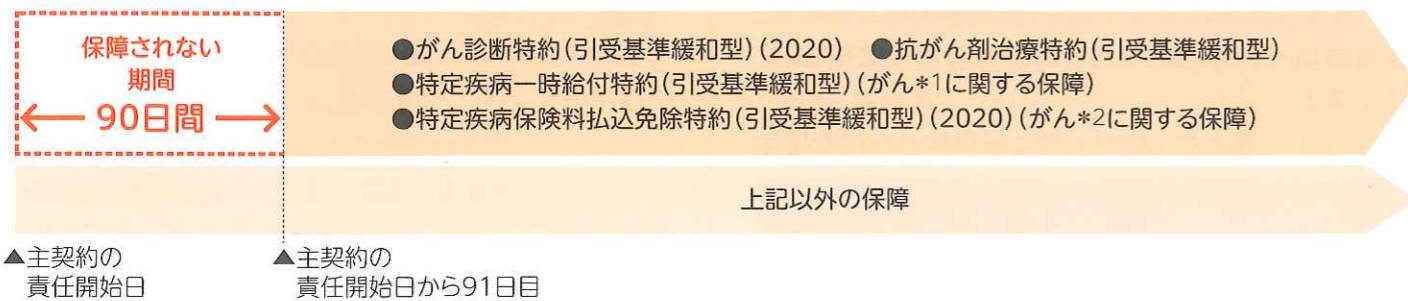 保障されない
期間
90日間
●がん診断特約(引受基準緩和型)(2020) ●抗がん剤治療特約(引受基準緩和型)
●特定疾病一時給付特約(引受基準緩和型)(がん*1に関する保障)
●特定疾病保険料払込免除特約(引受基準緩和型)(2020)(がん*2に関する保障)
上記以外の保障
▲主契約の
責任開始日
▲主契約の
責任開始日から91日目